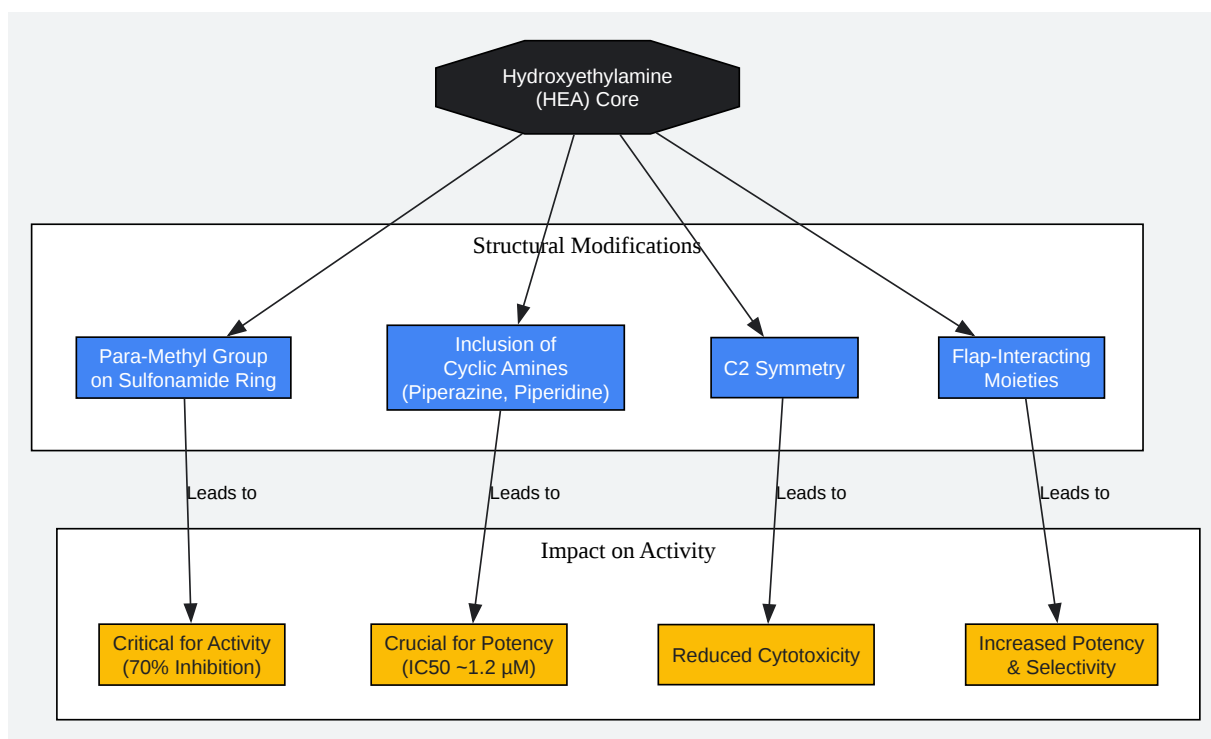 Hydroxyethylamine
(HEA) Core
Structural Modifications
Para-Methyl Group
on Sulfonamide Ring
Inclusion of
Cyclic Amines
(Piperazine, Piperidine)
C2 Symmetry
Flap-Interacting
Moieties
Leads to
Leads to
Leads to
Leads to
Impact on Activity
Critical for Activity
(70% Inhibition)
Crucial for Potency
(IC50 ~1.2 µM)
Reduced Cytotoxicity
Increased Potency
& Selectivity